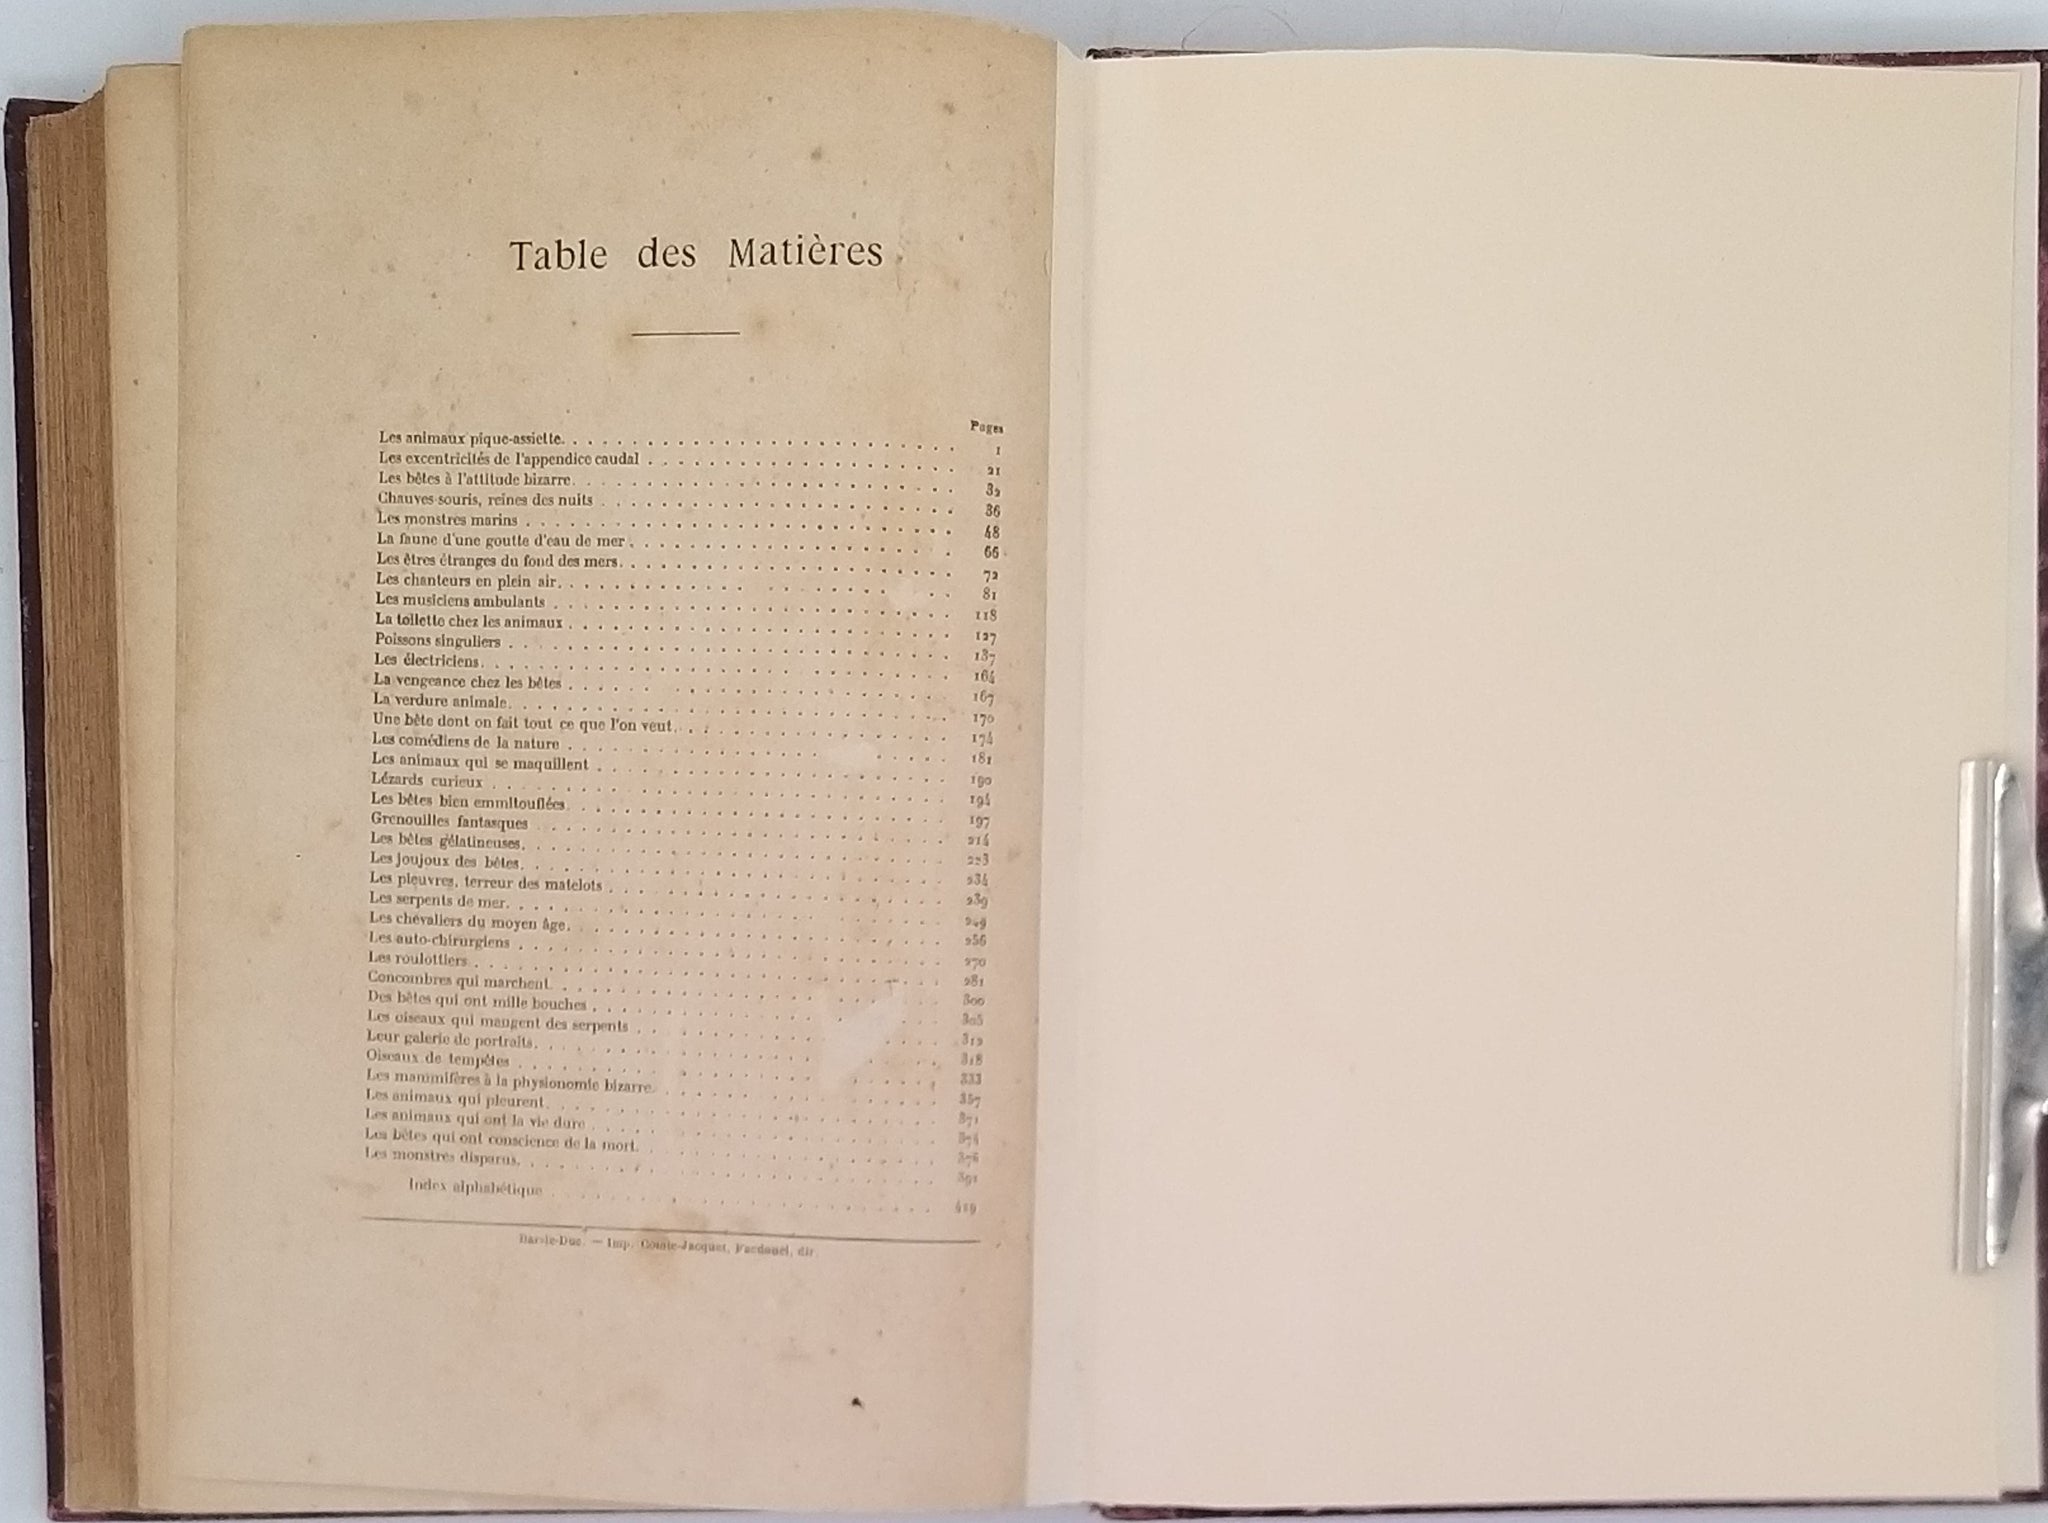 Table des Matières
Pages
Les animaux pique-assiette. 1
Les excentricités de l'appendice caudal 21
Les bêtes à l'attitude bizarre. 32
Chauves souris, reines des nuits 36
Les monstres marins 48
La faune d'une goutte d'eau de mer 66
Les êtres étranges du fond des mers. 72
Les chanteurs en plein air. 81
Les musiciens ambulants 118
La toilette chez les animaux 127
Poissons singuliers 137
Les électriciens. 164
La vengeance chez les bêtes 167
La verdure animale. 170
Une bête dont on fait tout ce que l'on veut. 174
Les comédiens de la nature 181
Les animaux qui se maquillent 190
Lézards curieux 194
Les bêtes bien emmitouflées. 197
Grenouilles fantasques 214
Les bêtes gélatineuses. 223
Les joujoux des bêtes. 234
Les pieuvres, terreur des matelots 239
Les serpents de mer. 249
Les chevaliers du moyen âge. 256
Les auto-chirurgiens 270
Les roulottiers. 281
Concombres qui marchent. 300
Des bêtes qui ont mille bouches 305
Les oiseaux qui mangent des serpents 312
Leur galerie de portraits. 318
Oiseaux de tempêtes 333
Les mammifères à la physionomie bizarre. 357
Les animaux qui pleurent. 371
Les animaux qui ont la vie dure 374
Les bêtes qui ont conscience de la mort. 376
Les monstres disparus. 391
Index alphabétique 419
Bar-le-Duc. — Imp. Comte-Jacquet, Facdouel, dir.